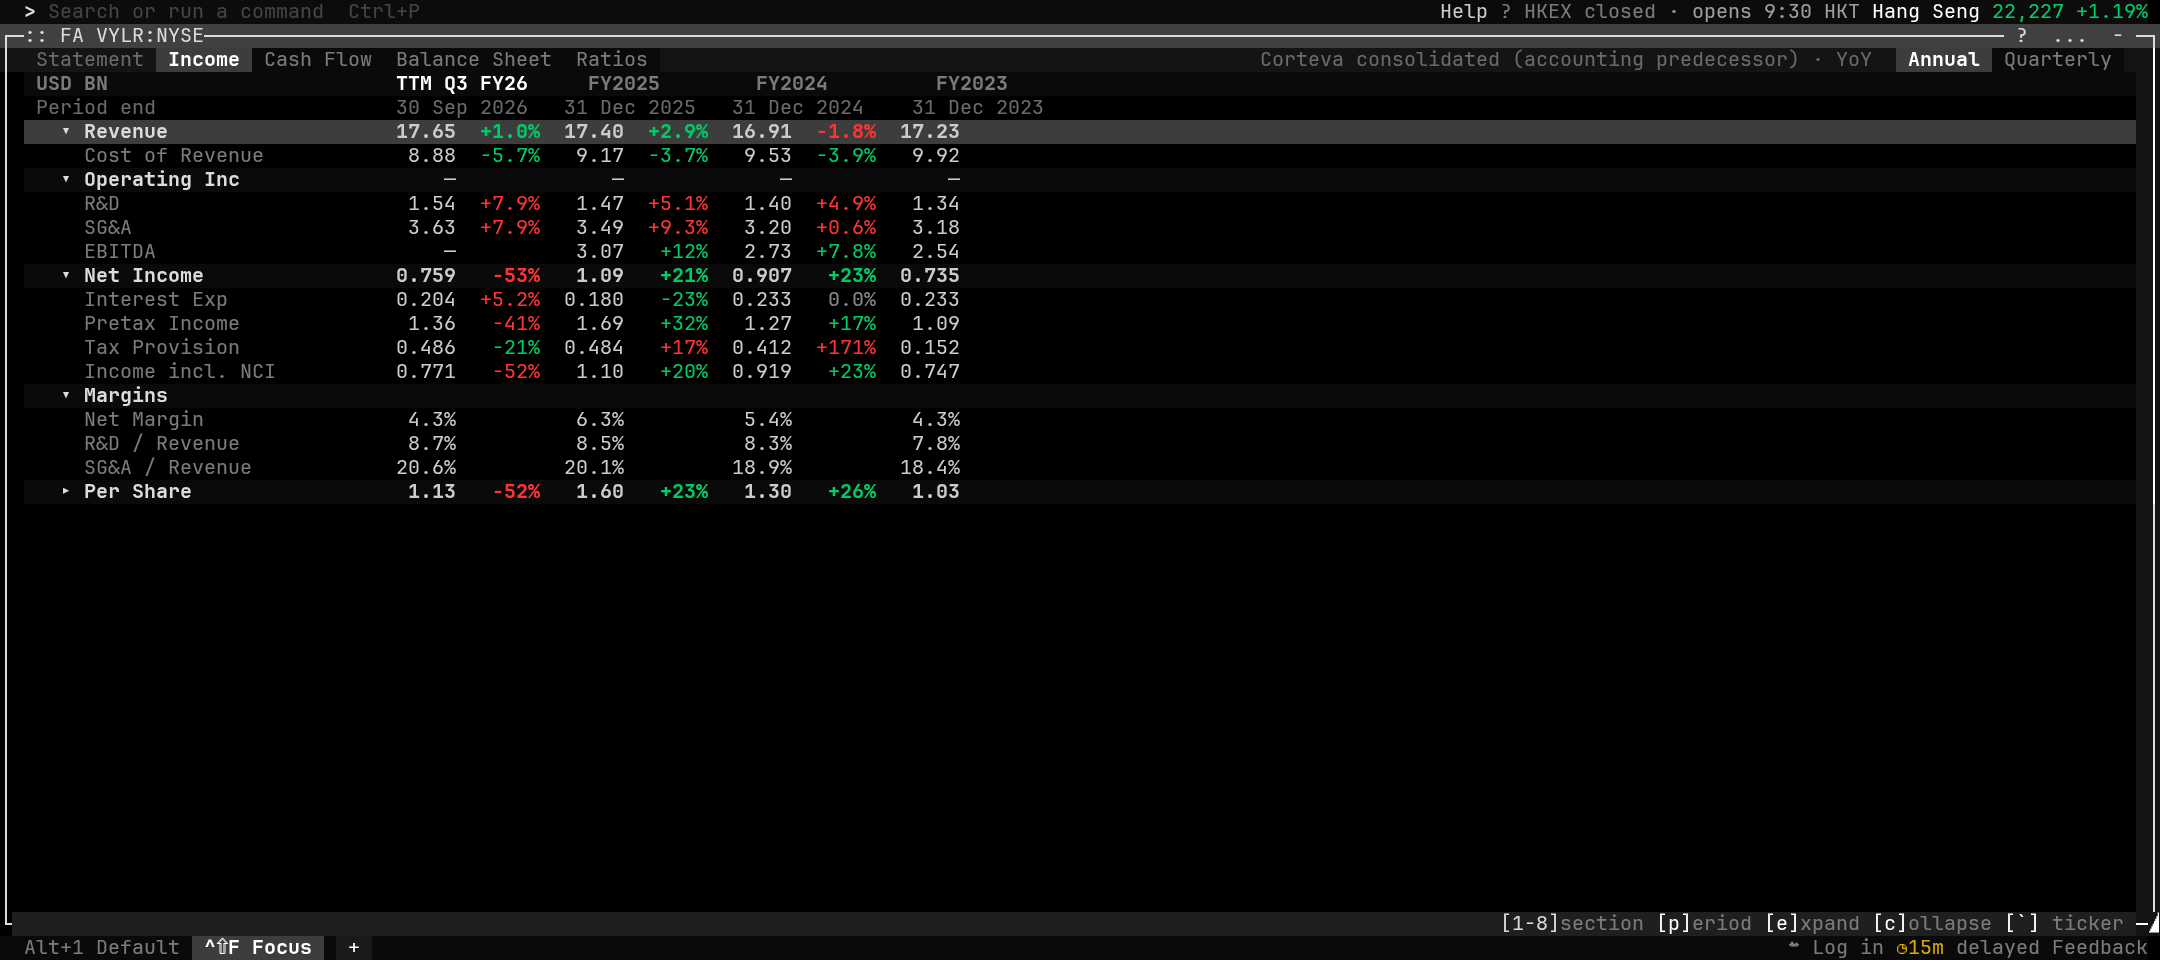 > Search or run a command Ctrl+P Help ? HKEX closed · opens 9:30 HKT Hang Seng 22,227 +1.19%
:: FA VYLR:NYSE ? ... -
Statement Income Cash Flow Balance Sheet Ratios Corteva consolidated (accounting predecessor) · YoY Annual Quarterly
USD BN TTM Q3 FY26 FY2025 FY2024 FY2023
Period end 30 Sep 2026 31 Dec 2025 31 Dec 2024 31 Dec 2023
▾ Revenue 17.65 +1.0% 17.40 +2.9% 16.91 -1.8% 17.23
Cost of Revenue 8.88 -5.7% 9.17 -3.7% 9.53 -3.9% 9.92
▾ Operating Inc — — — —
R&D 1.54 +7.9% 1.47 +5.1% 1.40 +4.9% 1.34
SG&A 3.63 +7.9% 3.49 +9.3% 3.20 +0.6% 3.18
EBITDA — 3.07 +12% 2.73 +7.8% 2.54
▾ Net Income 0.759 -53% 1.09 +21% 0.907 +23% 0.735
Interest Exp 0.204 +5.2% 0.180 -23% 0.233 0.0% 0.233
Pretax Income 1.36 -41% 1.69 +32% 1.27 +17% 1.09
Tax Provision 0.486 -21% 0.484 +17% 0.412 +171% 0.152
Income incl. NCI 0.771 -52% 1.10 +20% 0.919 +23% 0.747
▾ Margins
Net Margin 4.3% 6.3% 5.4% 4.3%
R&D / Revenue 8.7% 8.5% 8.3% 7.8%
SG&A / Revenue 20.6% 20.1% 18.9% 18.4%
▸ Per Share 1.13 -52% 1.60 +23% 1.30 +26% 1.03
[1-8]section [p]eriod [e]xpand [c]ollapse [`] ticker
Alt+1 Default ^⇧F Focus + Log in 15m delayed Feedback